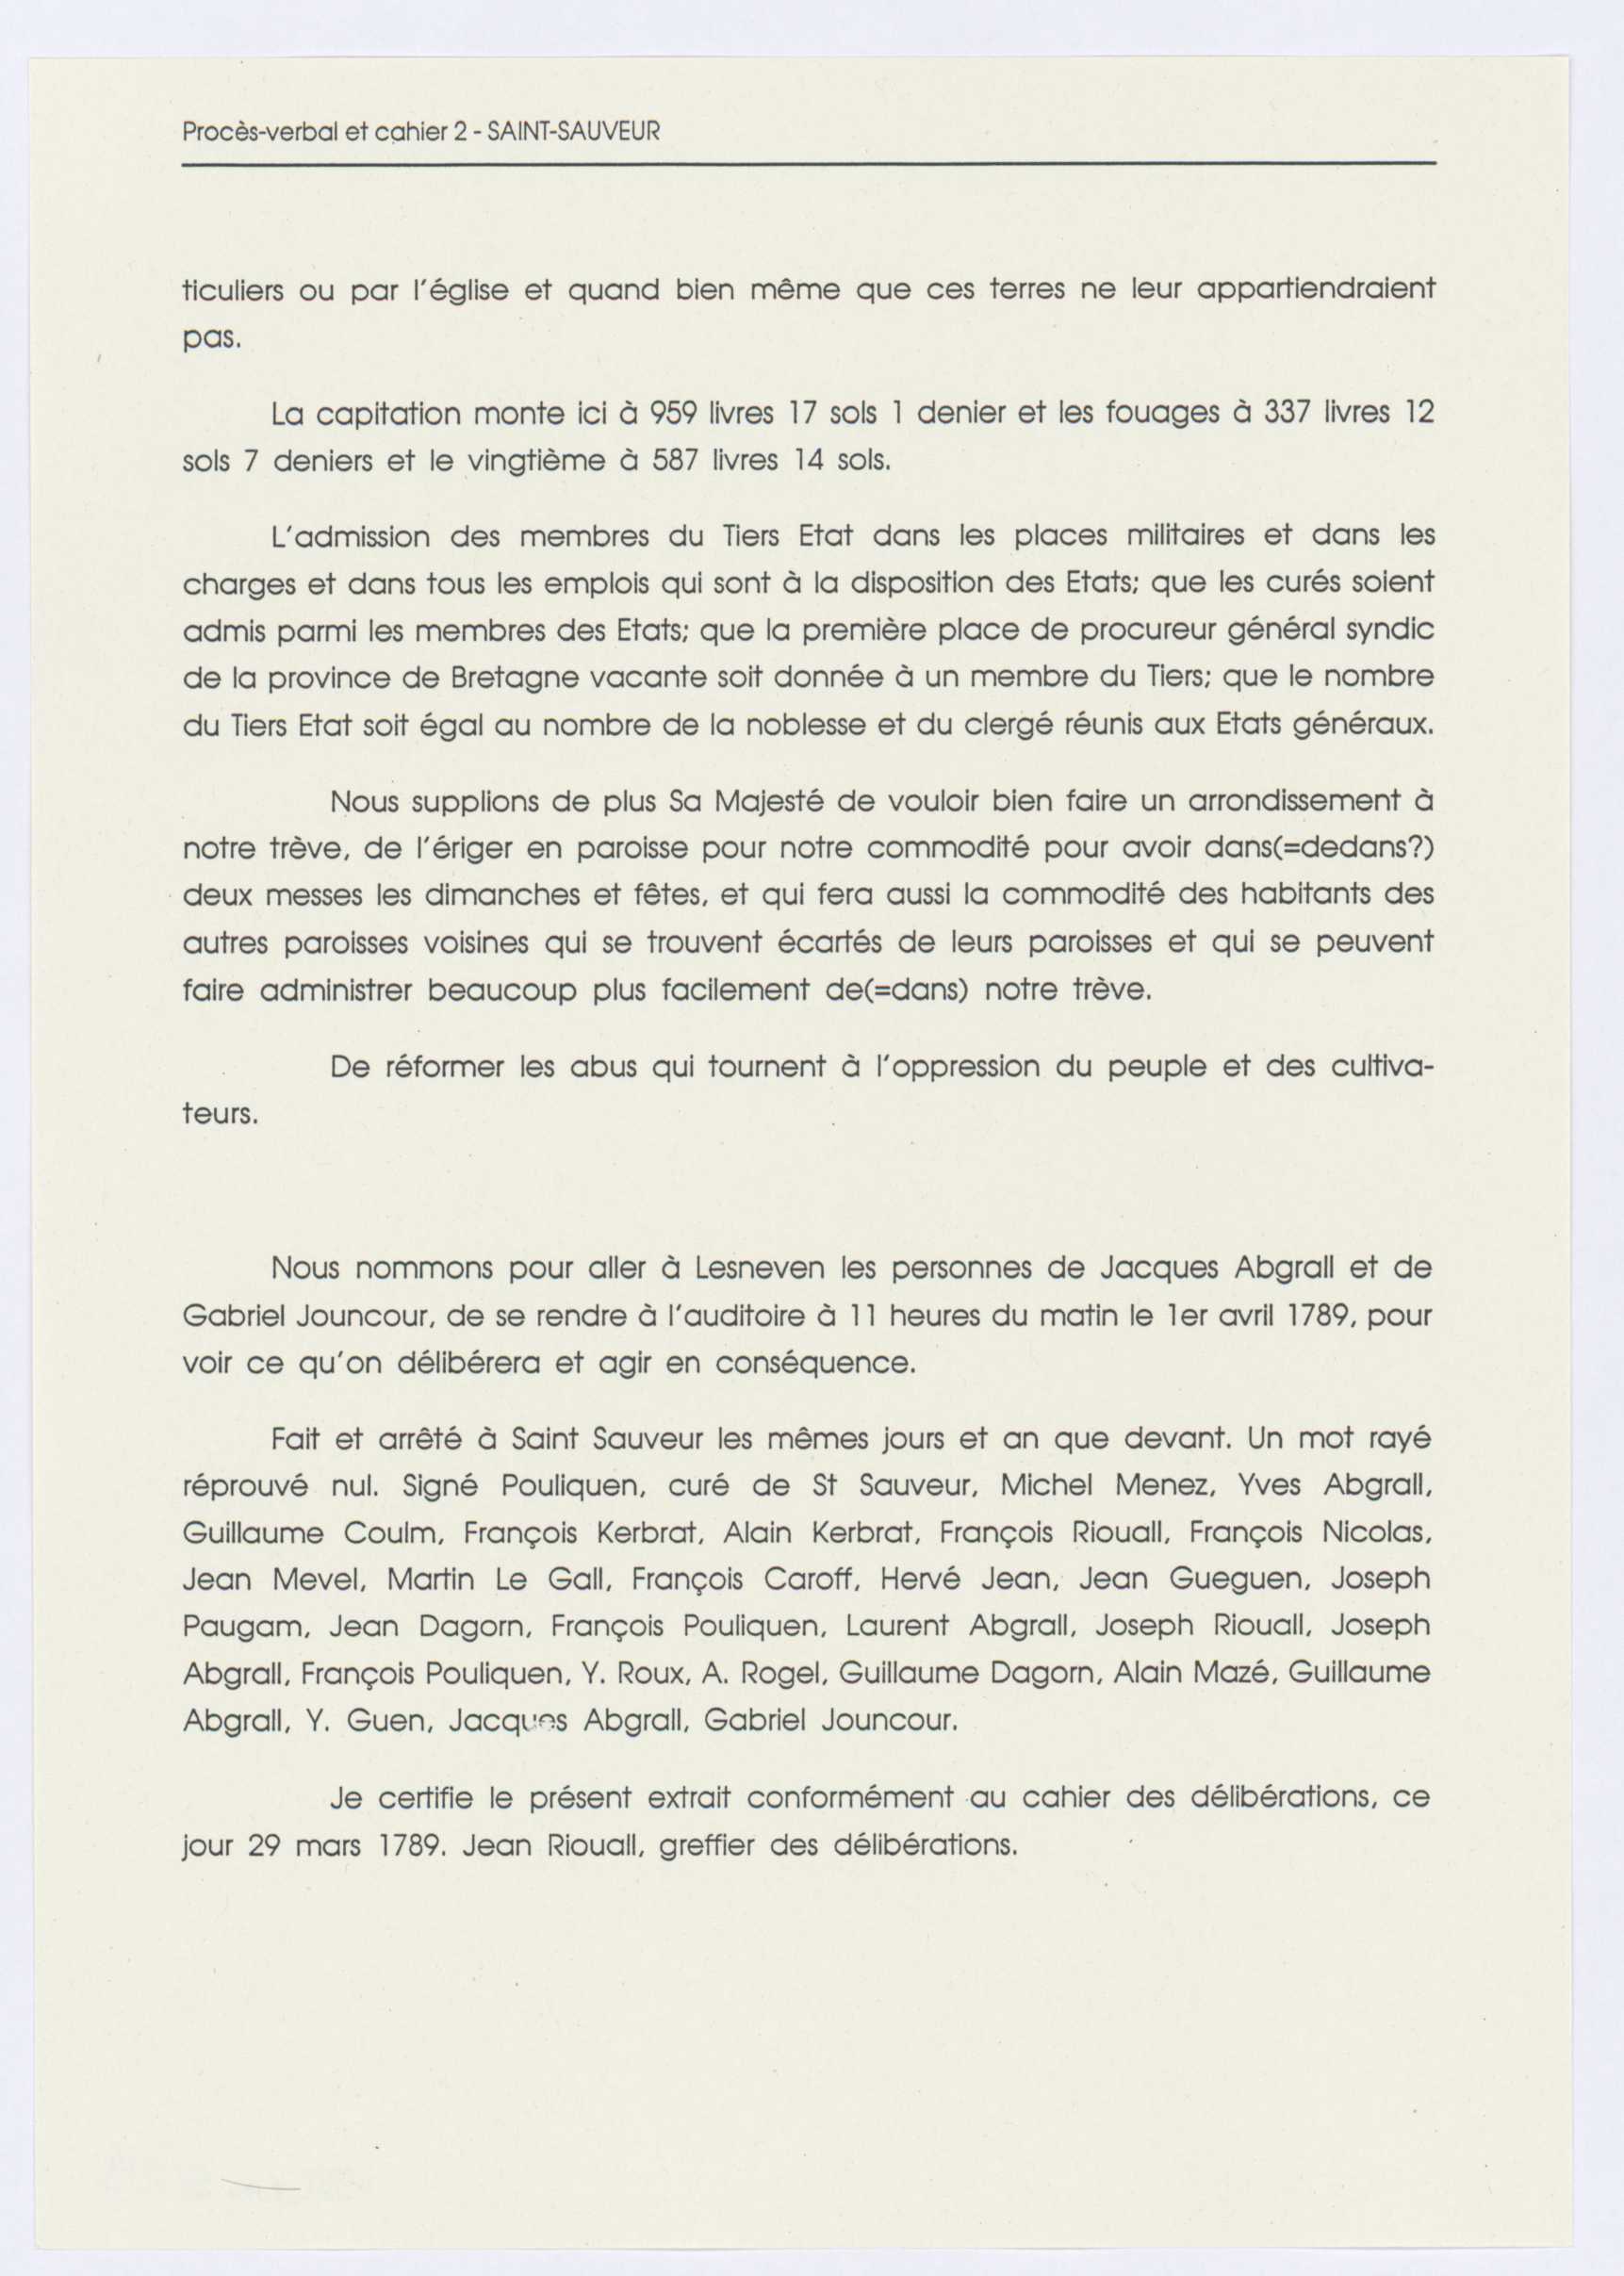 Procès-verbal et cahier 2 - SAINT-SAUVEUR
ticuliers ou par l'église et quand bien même que ces terres ne leur appartiendraient
pas.
La capitation monte ici à 959 livres 17 sols 1 denier et les fouages à 337 livres 12
sols 7 deniers et le vingtième à 587 livres 14 sols.
L'admission des membres du Tiers Etat dans les places militaires et dans les
charges et dans tous les emplois qui sont à la disposition des Etats; que les curés soient
admis parmi les membres des Etats; que la première place de procureur général syndic
de la province de Bretagne vacante soit donnée à un membre du Tiers; que le nombre
du Tiers Etat soit égal au nombre de la noblesse et du clergé réunis aux Etats généraux.
Nous supplions de plus Sa Majesté de vouloir bien faire un arrondissement à
notre trève, de l'ériger en paroisse pour notre commodité pour avoir dans(=dedans?)
deux messes les dimanches et fêtes, et qui fera aussi la commodité des habitants des
autres paroisses voisines qui se trouvent écartés de leurs paroisses et qui se peuvent
faire administrer beaucoup plus facilement de(=dans) notre trève.
De réformer les abus qui tournent à l'oppression du peuple et des cultiva-
teurs.
Nous nommons pour aller à Lesneven les personnes de Jacques Abgrall et de
Gabriel Jouncour, de se rendre à l'auditoire à 11 heures du matin le 1er avril 1789, pour
voir ce qu'on délibérera et agir en conséquence.
Fait et arrêté à Saint Sauveur les mêmes jours et an que devant. Un mot rayé
réprouvé nul. Signé Pouliquen, curé de St Sauveur, Michel Menez, Yves Abgrall,
Guillaume Coulm, François Kerbrat, Alain Kerbrat, François Riouall, François Nicolas,
Jean Mevel, Martin Le Gall, François Caroff, Hervé Jean, Jean Gueguen, Joseph
Paugam, Jean Dagorn, François Pouliquen, Laurent Abgrall, Joseph Riouall, Joseph
Abgrall, François Pouliquen, Y. Roux, A. Rogel, Guillaume Dagorn, Alain Mazé, Guillaume
Abgrall, Y. Guen, Jacques Abgrall, Gabriel Jouncour.
Je certifie le présent extrait conformément au cahier des délibérations, ce
jour 29 mars 1789. Jean Riouall, greffier des délibérations.